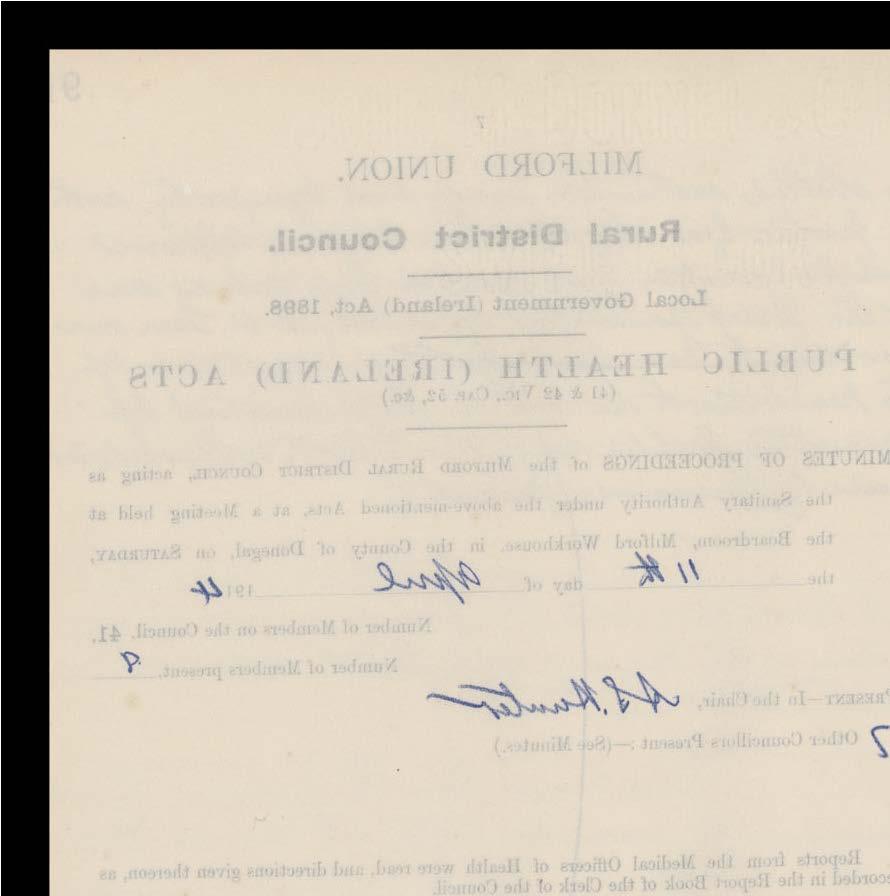 7
MILFORD UNION.
Rural District Council.
Local Government (Ireland) Act, 1898.
PUBLIC HEALTH (IRELAND) ACTS
(41 & 42 VIC., CAP. 52, &c.)
MINUTES OF PROCEEDINGS of the MILFORD RURAL DISTRICT COUNCIL, acting as
the Sanitary Authority under the above-mentioned Acts, at a Meeting held at
the Boardroom, Milford Workhouse, in the County of Donegal, on SATURDAY,
the 11th day of April 1914
Number of Members on the Council, 41.
Number of Members present,
PRESENT—In the Chair, Hunter
Other Councillors Present:—(See Minutes.)
Reports from the Medical Officers of Health were read, and directions given thereon, as
recorded in the Report Book of the Clerk of the Council.